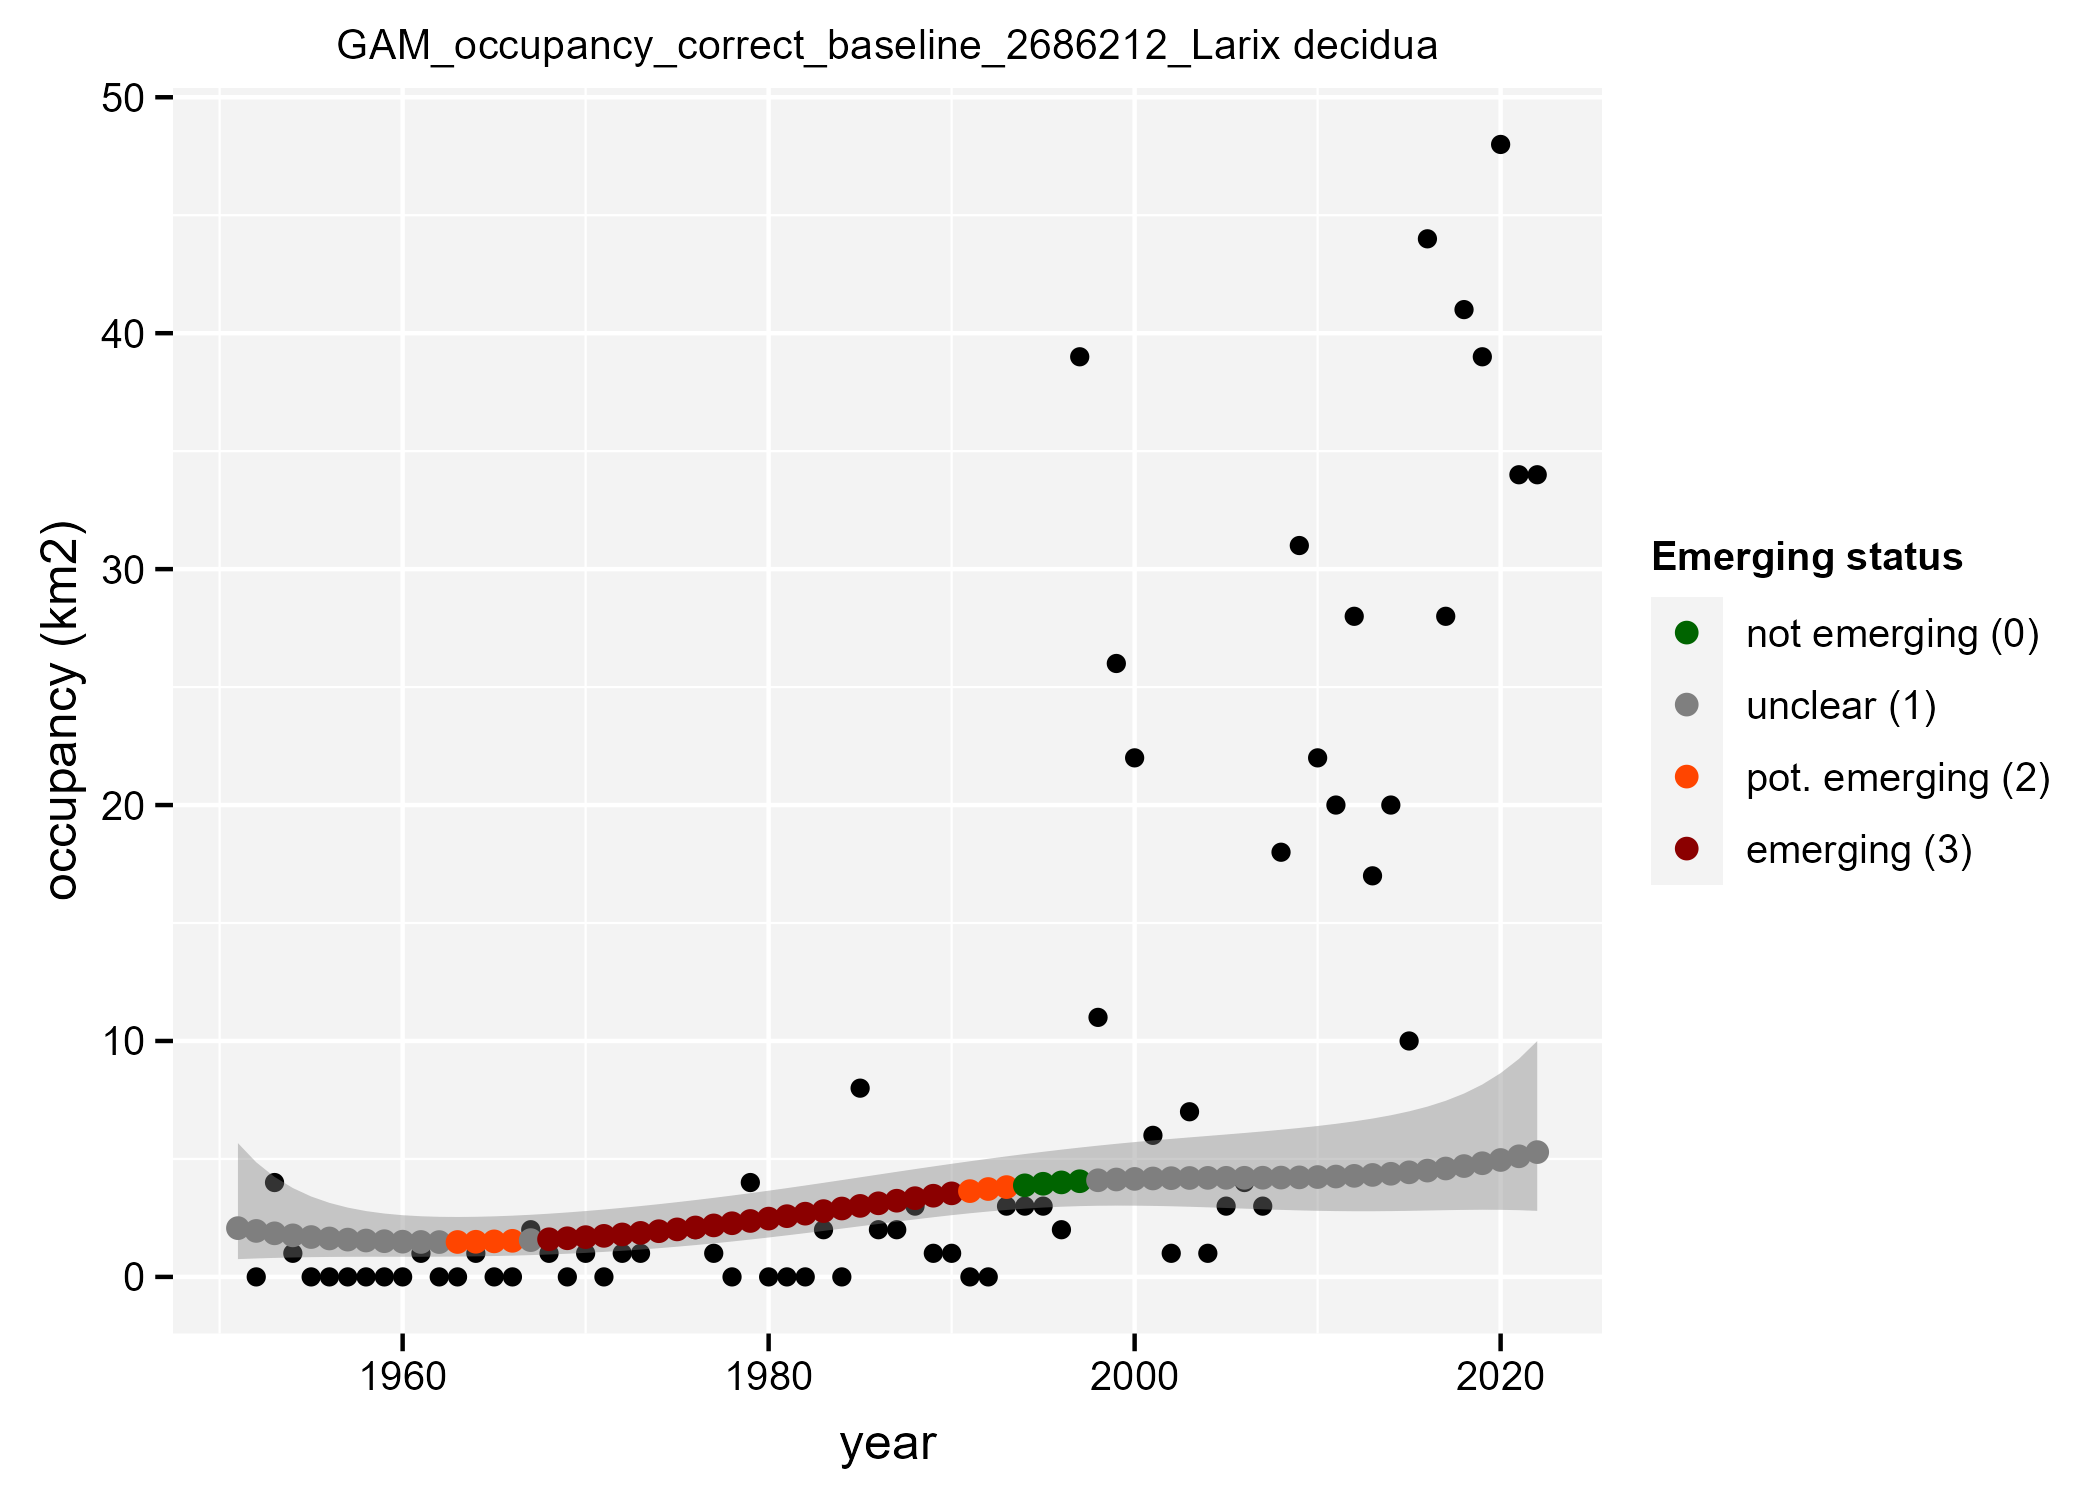 GAM_occupancy_correct_baseline_2686212_Larix decidua
50
40
30
20
10
0
occupancy (km2)
1960 1980 2000 2020
year
Emerging status
not emerging (0)
unclear (1)
pot. emerging (2)
emerging (3)